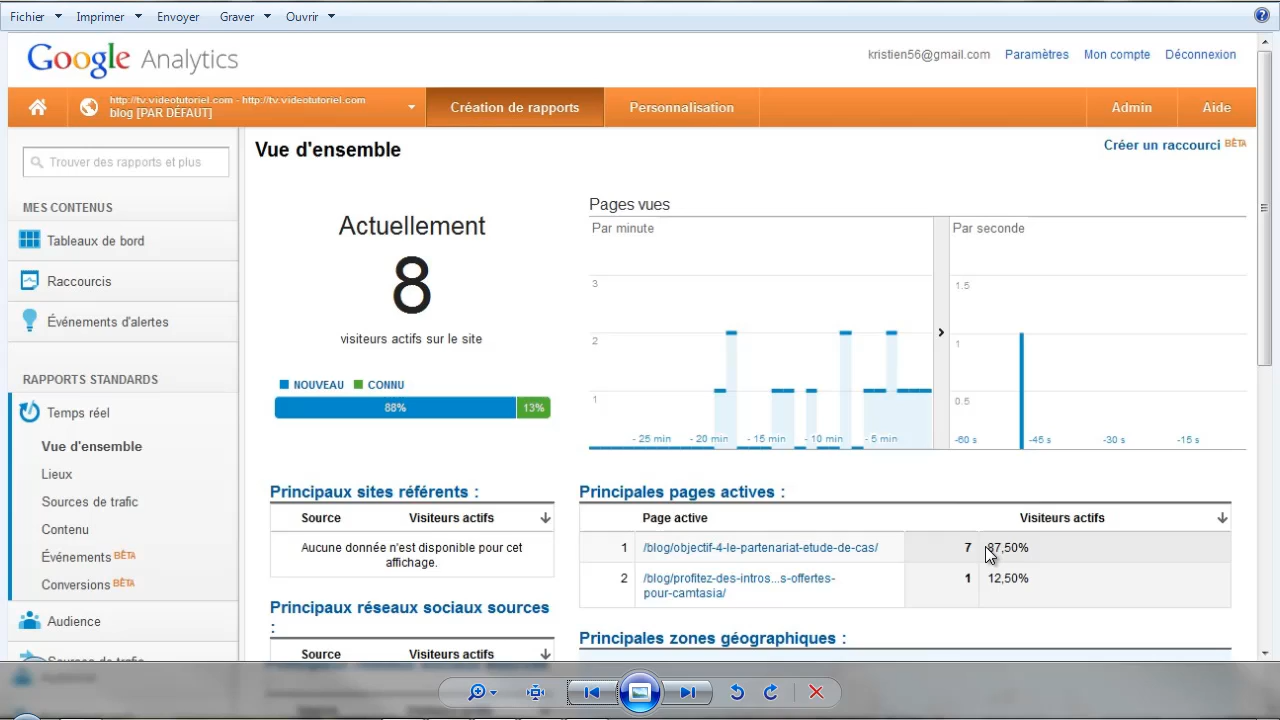 Fichier Imprimer Envoyer Graver Ouvrir
Google Analytics
kristien56@gmail.com Paramètres Mon compte Déconnexion
http://tv.videotutoriel.com - http://tv.videotutoriel.com
blog [PAR DÉFAUT]
Création de rapports Personnalisation Admin Aide
Trouver des rapports et plus
MES CONTENUS
Tableaux de bord
Raccourcis
Événements d'alertes
RAPPORTS STANDARDS
Temps réel
Vue d'ensemble
Lieux
Sources de trafic
Contenu
Événements BÊTA
Conversions BÊTA
Audience
Sources de trafic
Vue d'ensemble
Créer un raccourci BÊTA
Actuellement
8
visiteurs actifs sur le site
NOUVEAU CONNU
88% 13%
Pages vues
Par minute
3
2
1
- 25 min - 20 min - 15 min - 10 min - 5 min
Par seconde
1.5
1
0.5
-60 s -45 s -30 s -15 s
Principaux sites référents :
Source Visiteurs actifs
Aucune donnée n'est disponible pour cet
affichage.
Principaux réseaux sociaux sources
:
Source Visiteurs actifs
Principales pages actives :
Page active Visiteurs actifs
1 /blog/objectif-4-le-partenariat-etude-de-cas/ 7 87,50%
2 /blog/profitez-des-intros...s-offertes-
pour-camtasia/ 1 12,50%
Principales zones géographiques :